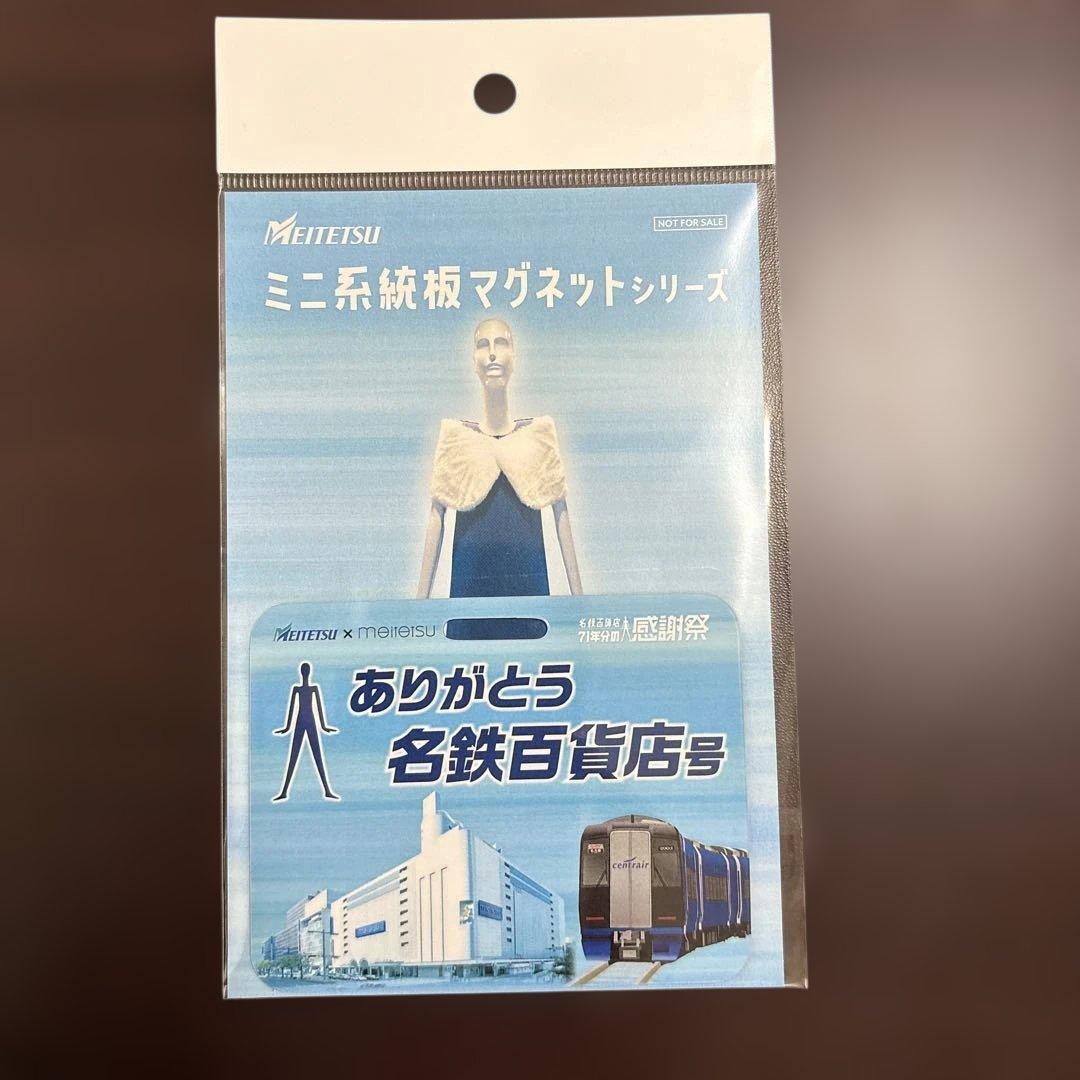 MEITETSU
NOT FOR SALE
ミニ系統板マグネットシリーズ
MEITETSU × meitetsu
名鉄百貨店
71年分の感謝祭
ありがとう
名鉄百貨店号
centrair